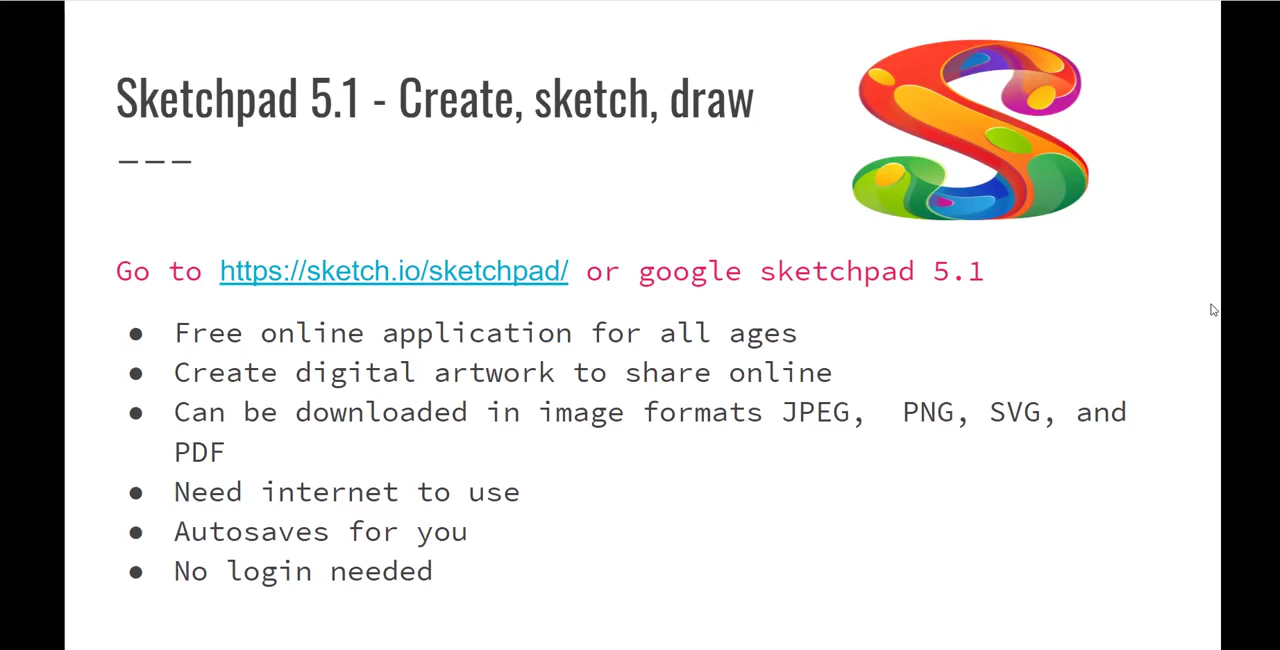 Sketchpad 5.1 - Create, sketch, draw
Go to https://sketch.io/sketchpad/ or google sketchpad 5.1
● Free online application for all ages
● Create digital artwork to share online
● Can be downloaded in image formats JPEG, PNG, SVG, and
PDF
● Need internet to use
● Autosaves for you
● No login needed